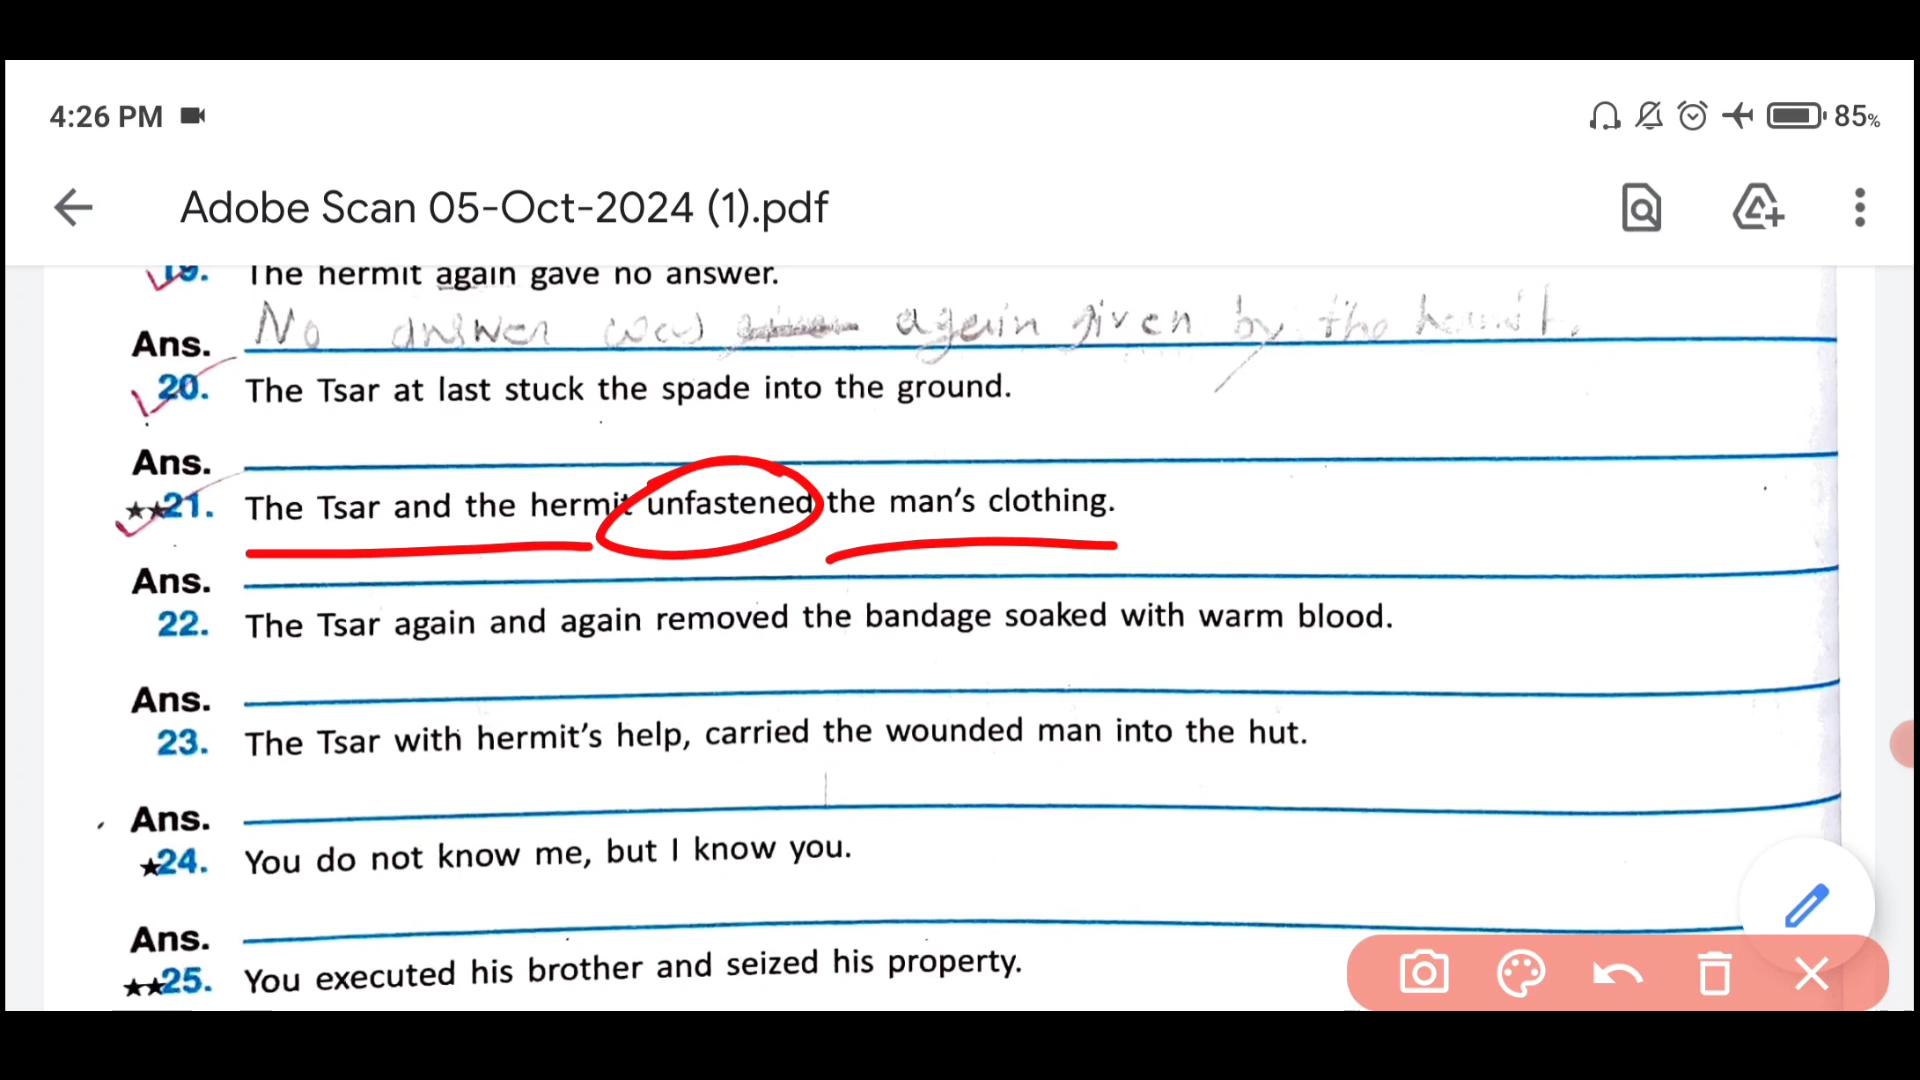 4:26 PM 85%
Adobe Scan 05-Oct-2024 (1).pdf
19. The hermit again gave no answer.
Ans. No answer was again given by the hermit.
20. The Tsar at last stuck the spade into the ground.
Ans.
★★21. The Tsar and the hermit unfastened the man's clothing.
Ans.
22. The Tsar again and again removed the bandage soaked with warm blood.
Ans.
23. The Tsar with hermit's help, carried the wounded man into the hut.
Ans.
★24. You do not know me, but I know you.
Ans.
★★25. You executed his brother and seized his property.